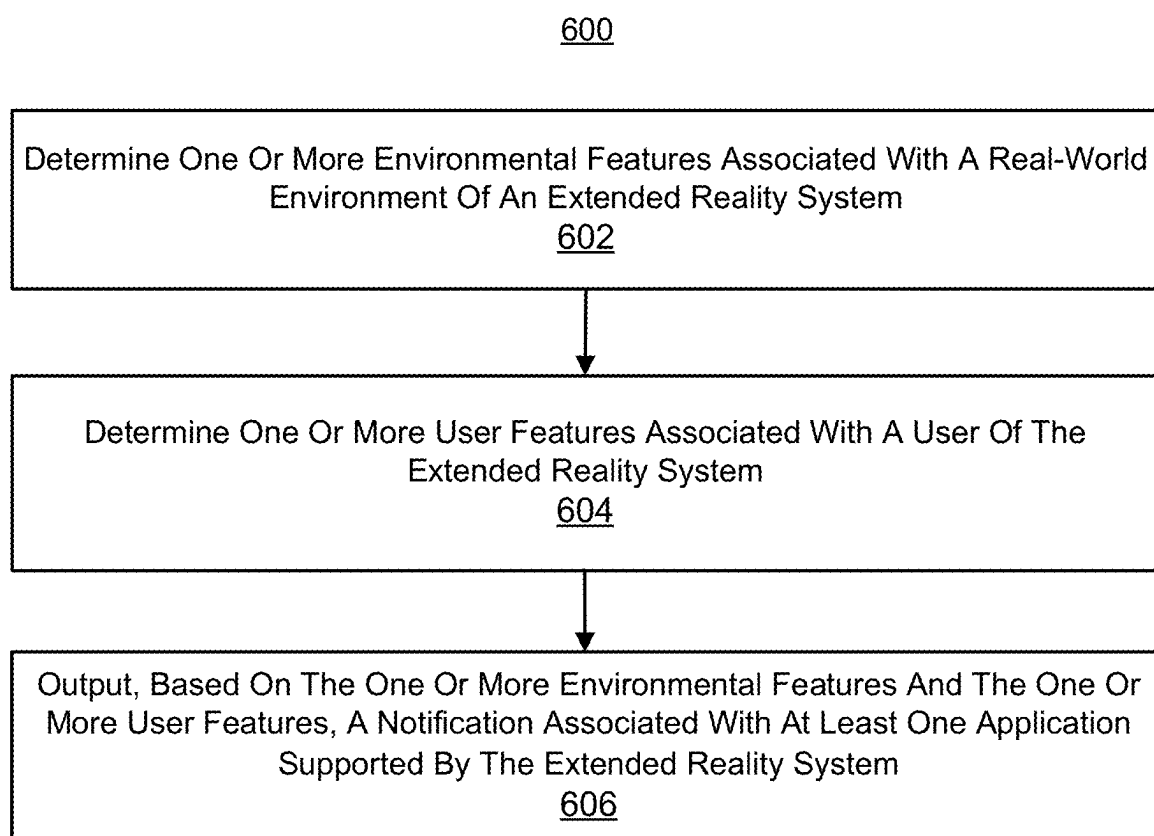 600
Determine One Or More Environmental Features Associated With A Real-World
Environment Of An Extended Reality System
602
Determine One Or More User Features Associated With A User Of The
Extended Reality System
604
Output, Based On The One Or More Environmental Features And The One Or
More User Features, A Notification Associated With At Least One Application
Supported By The Extended Reality System
606